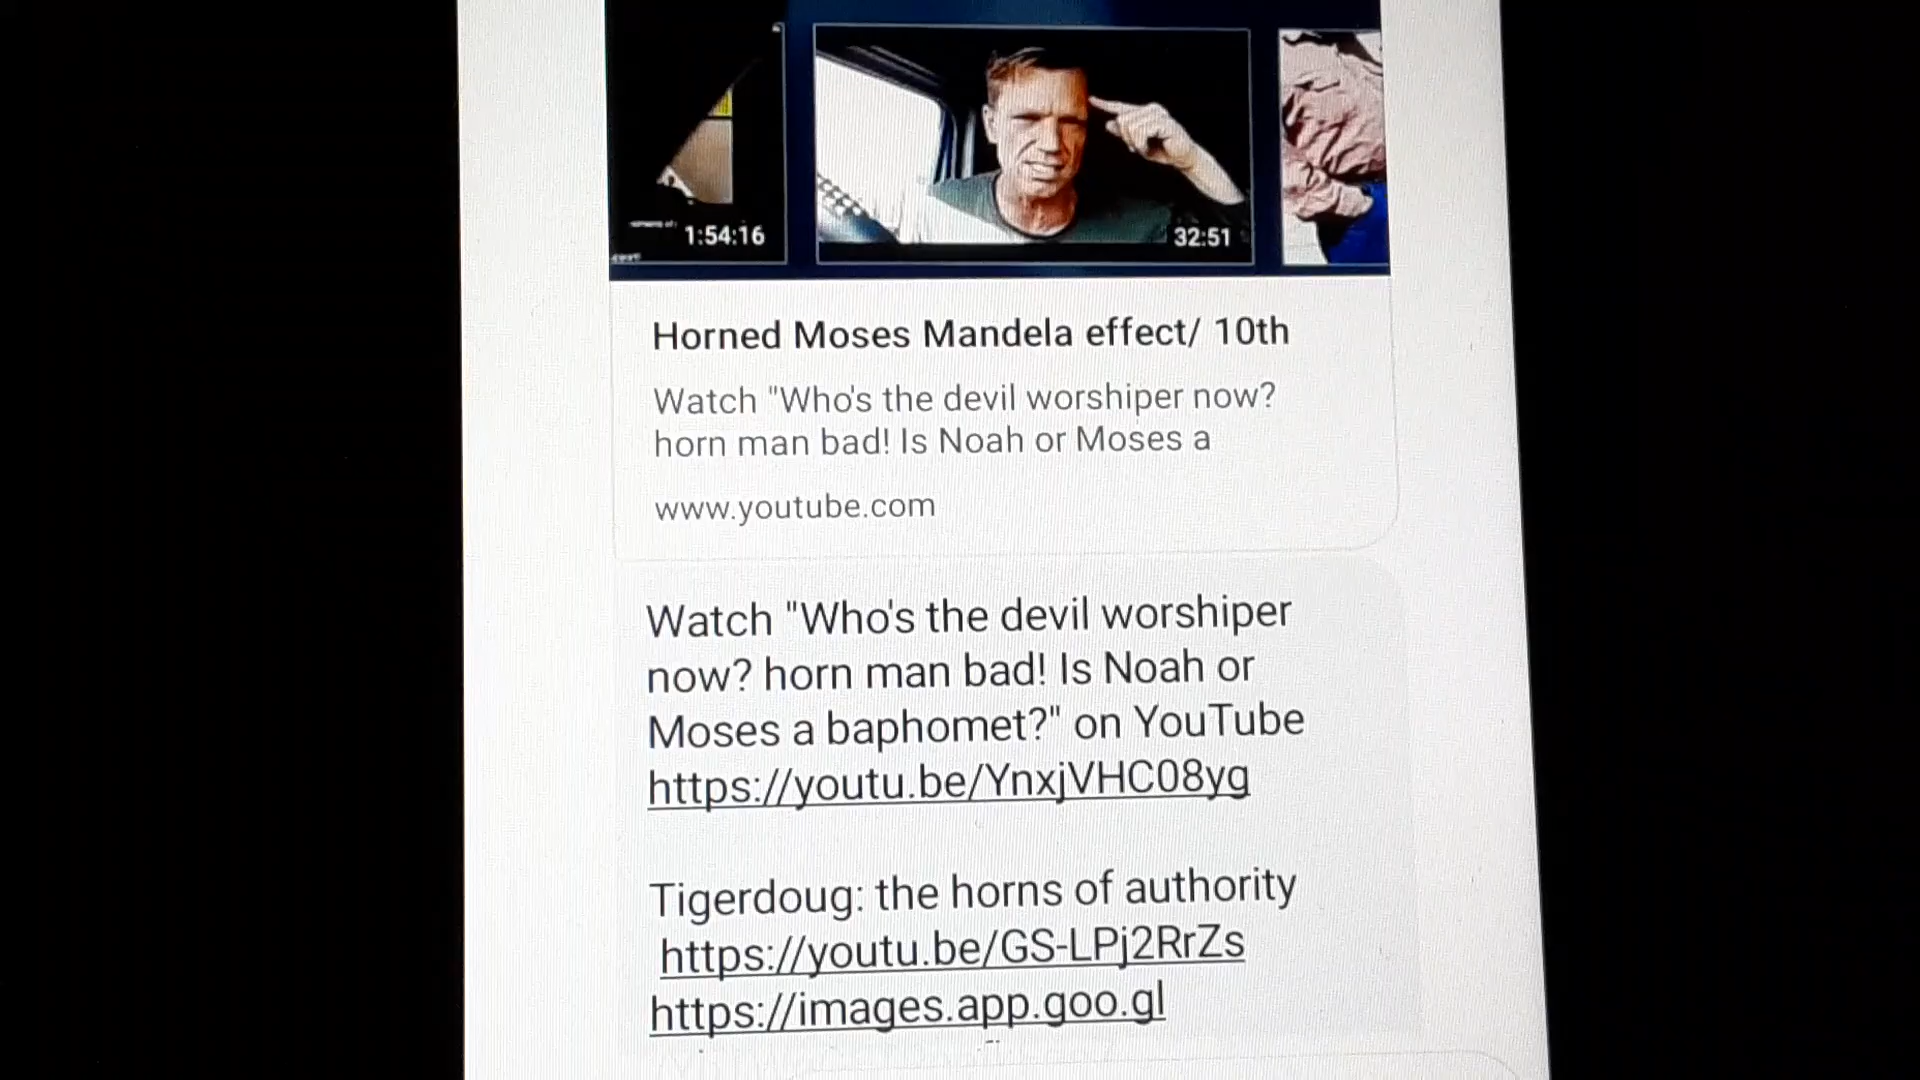 1:54:16
32:51
Horned Moses Mandela effect/ 10th
Watch "Who's the devil worshiper now?
horn man bad! Is Noah or Moses a
www.youtube.com
Watch "Who's the devil worshiper
now? horn man bad! Is Noah or
Moses a baphomet?" on YouTube
https://youtu.be/YnxjVHC08yg
Tigerdoug: the horns of authority
https://youtu.be/GS-LPj2RrZs
https://images.app.goo.gl